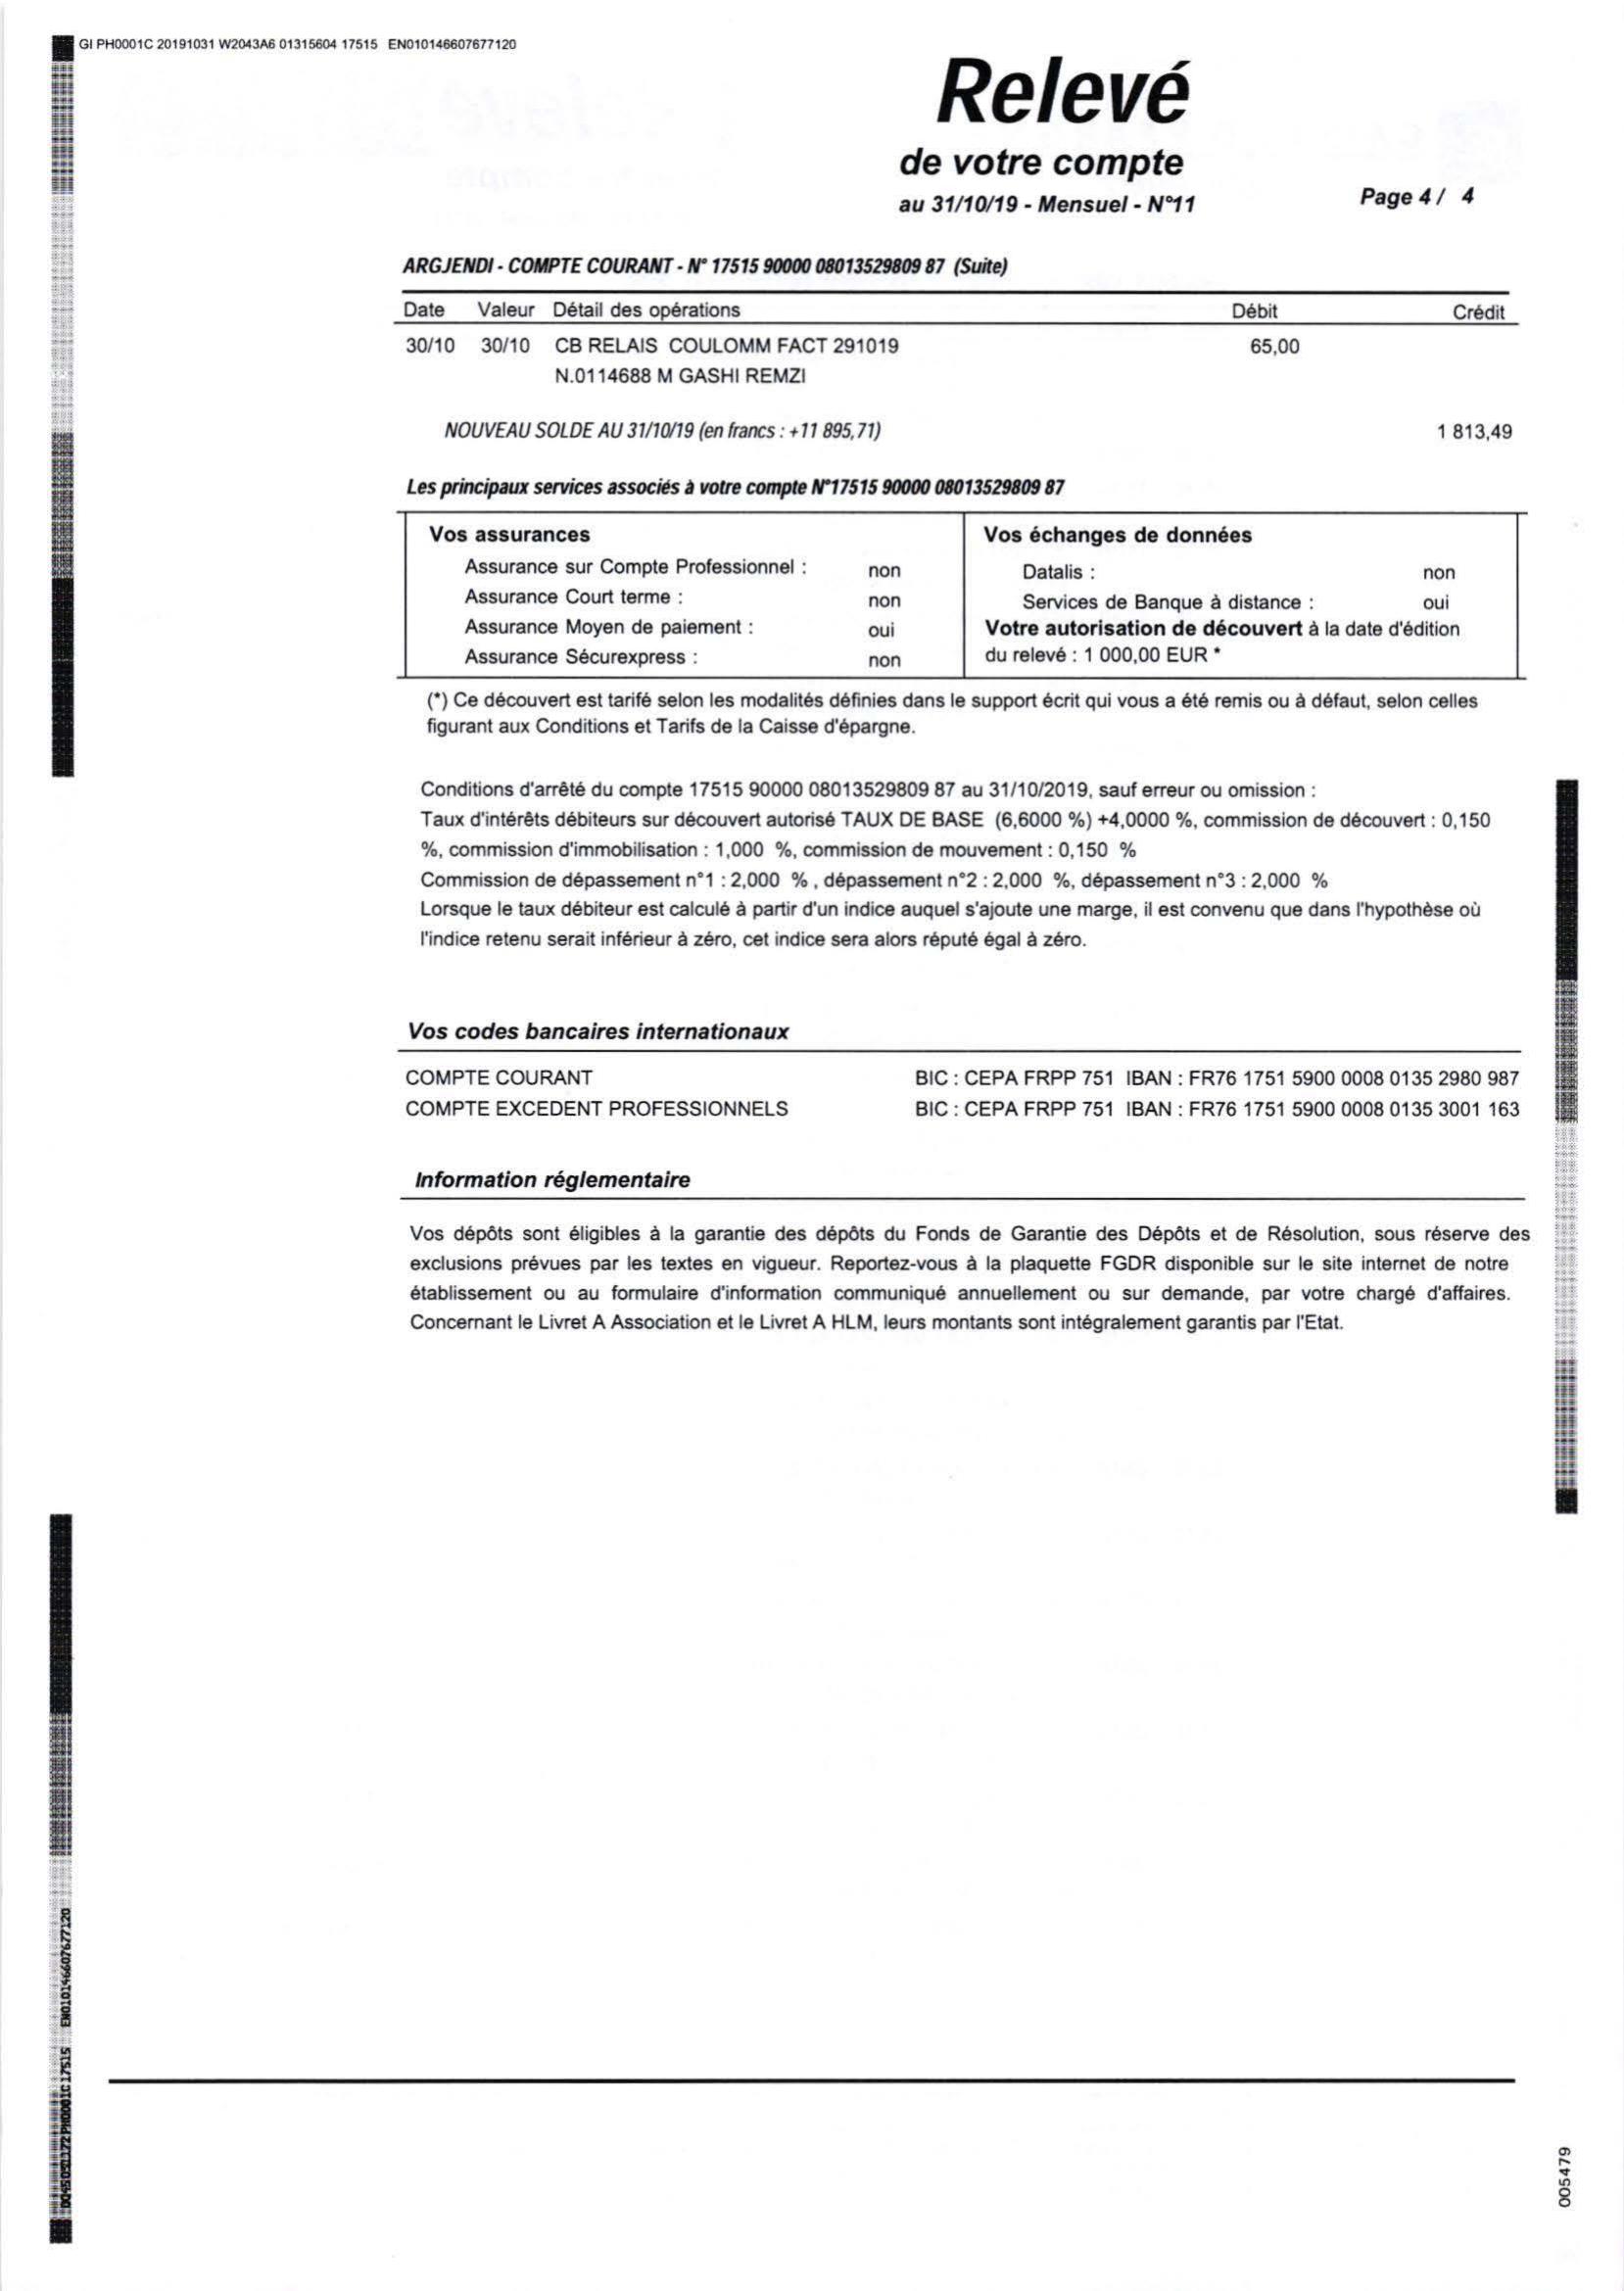 GI PH0001C 20191031 W2043A6 01315604 17515 EN010146607677120
Relevé
de votre compte
au 31/10/19 - Mensuel - N°11
Page 4 / 4
ARGJENDI - COMPTE COURANT - N° 17515 90000 08013529809 87 (Suite)
Date Valeur Détail des opérations Débit Crédit
30/10 30/10 CB RELAIS COULOMM FACT 291019 65,00
N.0114688 M GASHI REMZI
NOUVEAU SOLDE AU 31/10/19 (en francs : +11 895,71) 1 813,49
Les principaux services associés à votre compte N°17515 90000 08013529809 87
Vos assurances
Assurance sur Compte Professionnel : non
Assurance Court terme : non
Assurance Moyen de paiement : oui
Assurance Sécurexpress : non
Vos échanges de données
Datalis : non
Services de Banque à distance : oui
Votre autorisation de découvert à la date d'édition
du relevé : 1 000,00 EUR *
(*) Ce découvert est tarifé selon les modalités définies dans le support écrit qui vous a été remis ou à défaut, selon celles
figurant aux Conditions et Tarifs de la Caisse d'épargne.
Conditions d'arrêté du compte 17515 90000 08013529809 87 au 31/10/2019, sauf erreur ou omission :
Taux d'intérêts débiteurs sur découvert autorisé TAUX DE BASE (6,6000 %) +4,0000 %, commission de découvert : 0,150
%, commission d'immobilisation : 1,000 %, commission de mouvement : 0,150 %
Commission de dépassement n°1 : 2,000 % , dépassement n°2 : 2,000 %, dépassement n°3 : 2,000 %
Lorsque le taux débiteur est calculé à partir d'un indice auquel s'ajoute une marge, il est convenu que dans l'hypothèse où
l'indice retenu serait inférieur à zéro, cet indice sera alors réputé égal à zéro.
Vos codes bancaires internationaux
COMPTE COURANT BIC : CEPA FRPP 751 IBAN : FR76 1751 5900 0008 0135 2980 987
COMPTE EXCEDENT PROFESSIONNELS BIC : CEPA FRPP 751 IBAN : FR76 1751 5900 0008 0135 3001 163
Information réglementaire
Vos dépôts sont éligibles à la garantie des dépôts du Fonds de Garantie des Dépôts et de Résolution, sous réserve des
exclusions prévues par les textes en vigueur. Reportez-vous à la plaquette FGDR disponible sur le site internet de notre
établissement ou au formulaire d'information communiqué annuellement ou sur demande, par votre chargé d'affaires.
Concernant le Livret A Association et le Livret A HLM, leurs montants sont intégralement garantis par l'Etat.
17515 EN010146607677120
005479